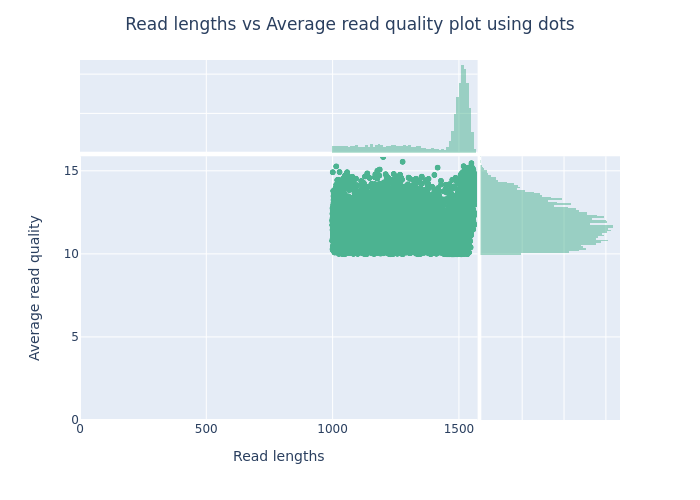 Read lengths vs Average read quality plot using dots
15
10
5
0
0 500 1000 1500
Average read quality
Read lengths